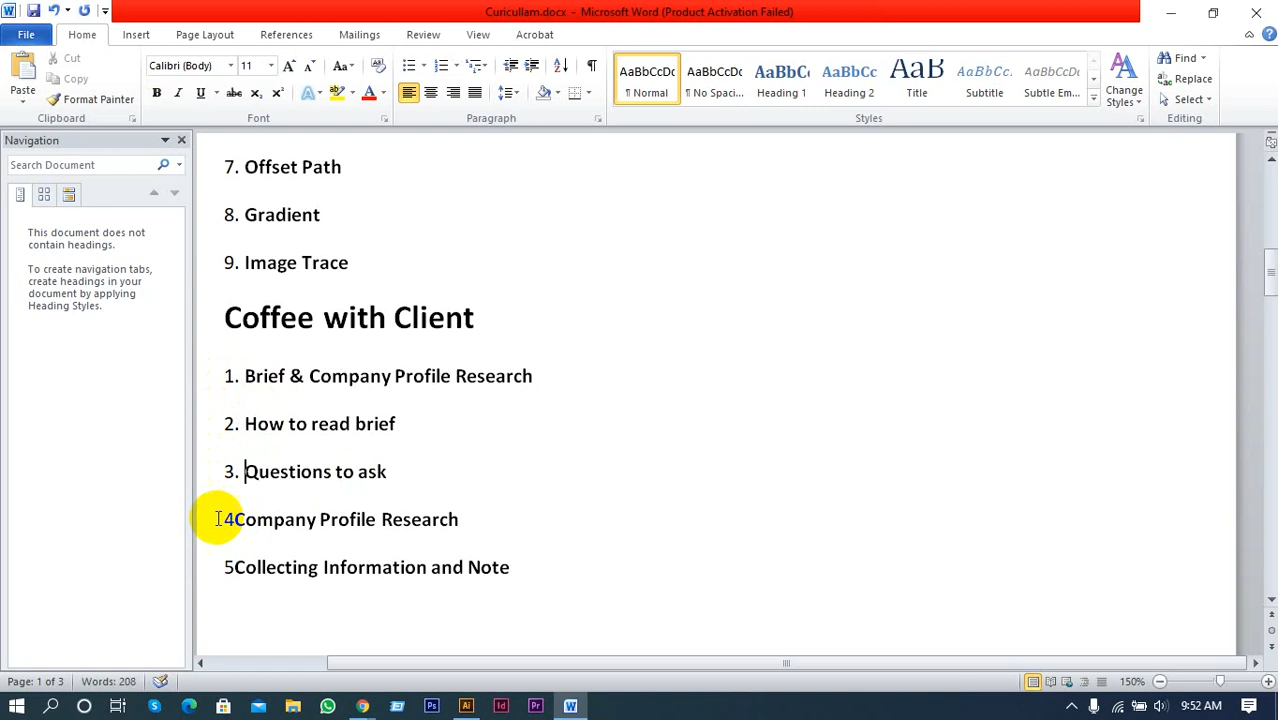 Curicullam.docx - Microsoft Word (Product Activation Failed)
File Home Insert Page Layout References Mailings Review View Acrobat
Paste
Cut
Copy
Format Painter
Clipboard
Calibri (Body) 11
Font
Paragraph
AaBbCcDc AaBbCcDc AaBbC AaBbCc AaB AaBbCcD AaBbCcDc
¶ Normal ¶ No Spaci... Heading 1 Heading 2 Title Subtitle Subtle Em...
Change Styles
Styles
Find
Replace
Select
Editing
Navigation
Search Document
This document does not
contain headings.
To create navigation tabs,
create headings in your
document by applying
Heading Styles.
7. Offset Path
8. Gradient
9. Image Trace
Coffee with Client
1. Brief & Company Profile Research
2. How to read brief
3. Questions to ask
4Company Profile Research
5Collecting Information and Note
Page: 1 of 3 Words: 208 150%
9:52 AM